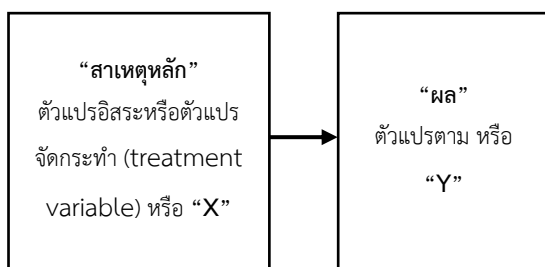 “สาเหตุหลัก”
ตัวแปรอิสระหรือตัวแปร
จัดกระทำ (treatment
variable) หรือ “X”
“ผล”
ตัวแปรตาม หรือ
“Y”